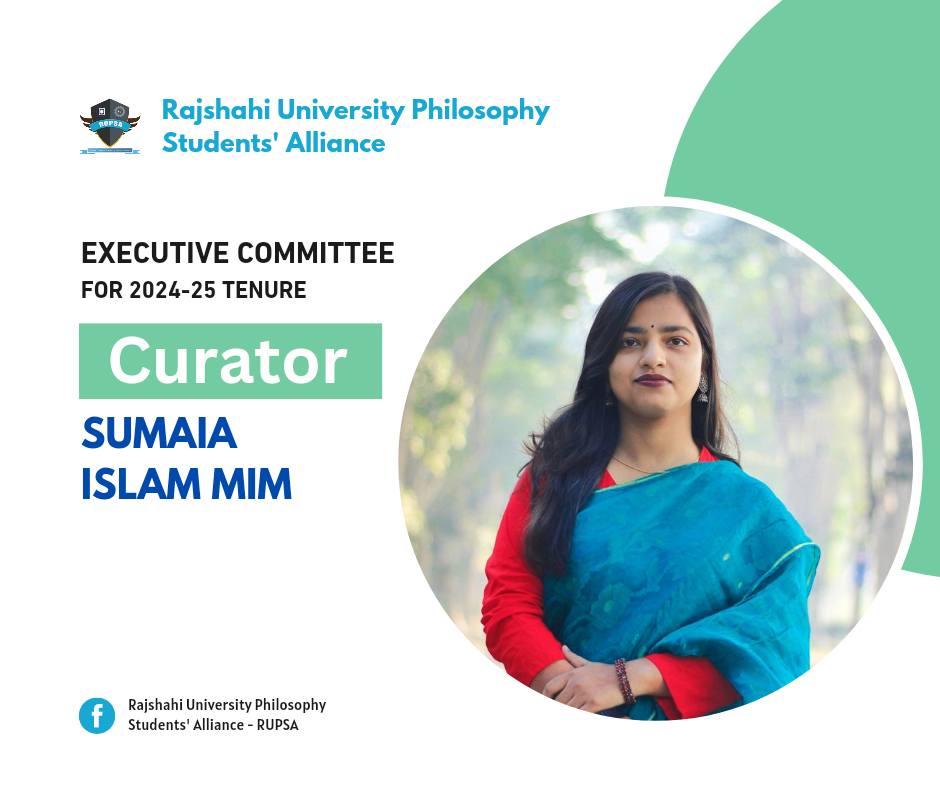 RUPSA
Rajshahi University Philosophy
Students' Alliance
EXECUTIVE COMMITTEE
FOR 2024-25 TENURE
Curator
SUMAIA
ISLAM MIM
f
Rajshahi University Philosophy
Students' Alliance - RUPSA